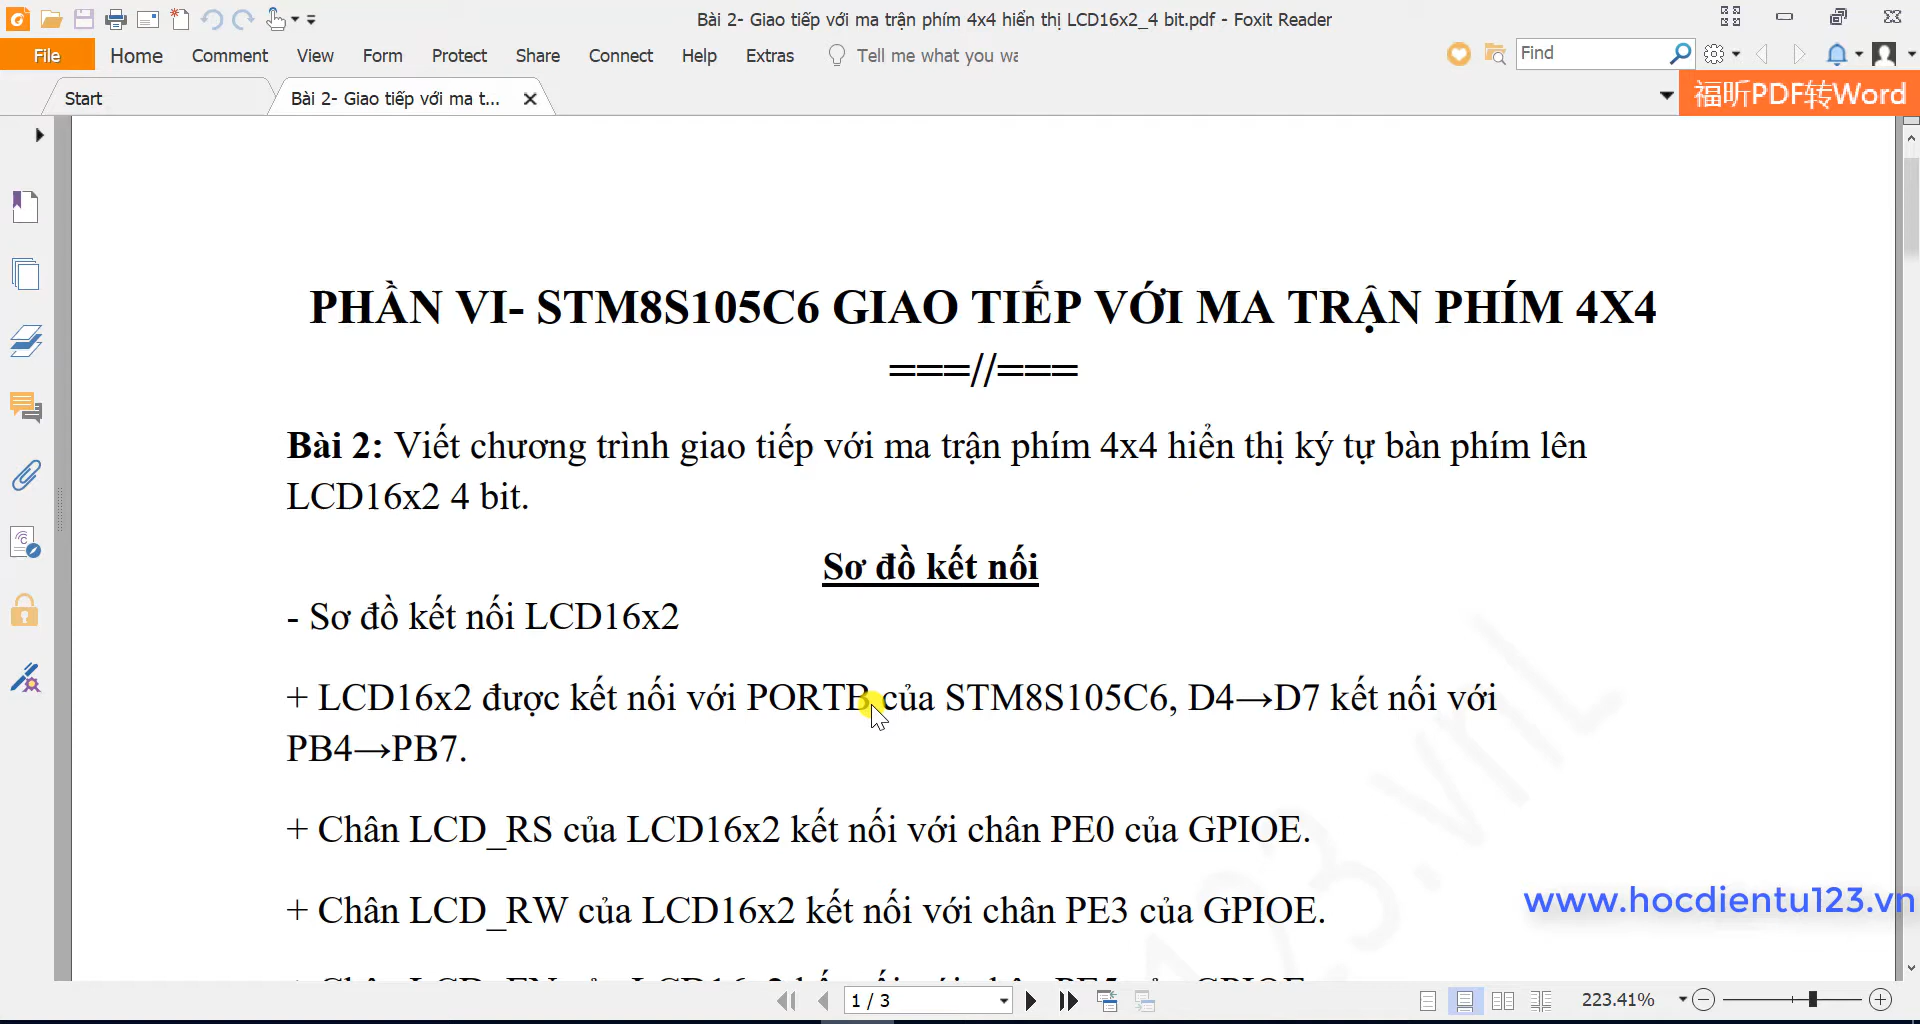 Bài 2- Giao tiếp với ma trận phím 4x4 hiển thị LCD16x2_4 bit.pdf - Foxit Reader
File Home Comment View Form Protect Share Connect Help Extras Tell me what you wa
Find
Start
Bài 2- Giao tiếp với ma t...
福昕PDF转Word
PHẦN VI- STM8S105C6 GIAO TIẾP VỚI MA TRẬN PHÍM 4X4
===//===
Bài 2: Viết chương trình giao tiếp với ma trận phím 4x4 hiển thị ký tự bàn phím lên
LCD16x2 4 bit.
Sơ đồ kết nối
- Sơ đồ kết nối LCD16x2
+ LCD16x2 được kết nối với PORTB của STM8S105C6, D4→D7 kết nối với
PB4→PB7.
+ Chân LCD_RS của LCD16x2 kết nối với chân PE0 của GPIOE.
+ Chân LCD_RW của LCD16x2 kết nối với chân PE3 của GPIOE.
www.hocdientu123.vn
1 / 3
223.41%